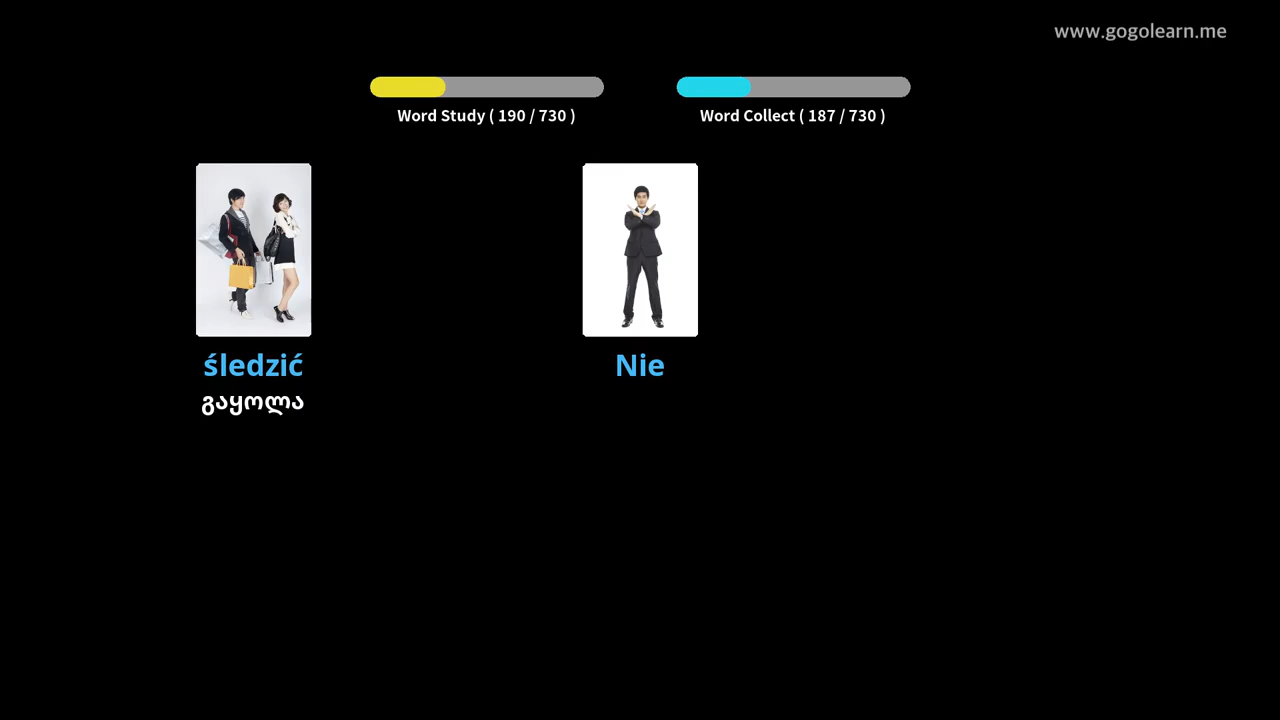 www.gogolearn.me
Word Study ( 190 / 730 )
Word Collect ( 187 / 730 )
śledzić
გაყოლა
Nie